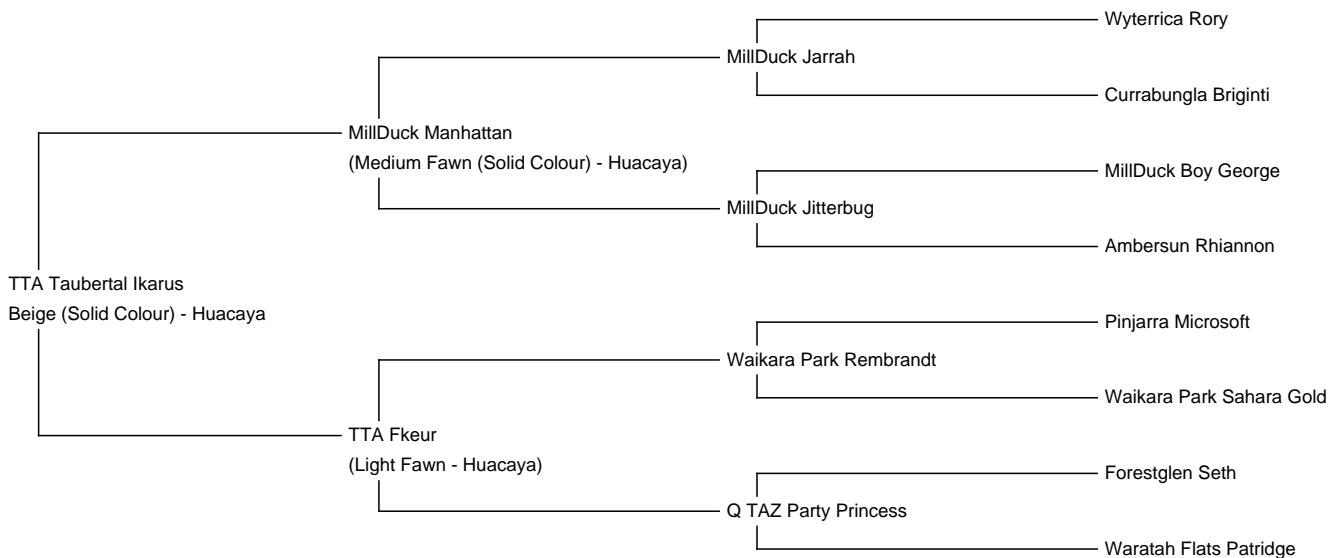 Wyterrica Rory
MillDuck Jarrah
Currabungla Briginti
MillDuck Manhattan
(Medium Fawn (Solid Colour) - Huacaya)
MillDuck Boy George
MillDuck Jitterbug
Ambersun Rhiannon
TTA Taubertal Ikarus
Beige (Solid Colour) - Huacaya
Pinjarra Microsoft
Waikara Park Rembrandt
Waikara Park Sahara Gold
TTA Fkeur
(Light Fawn - Huacaya)
Forestglen Seth
Q TAZ Party Princess
Waratah Flats Patridge